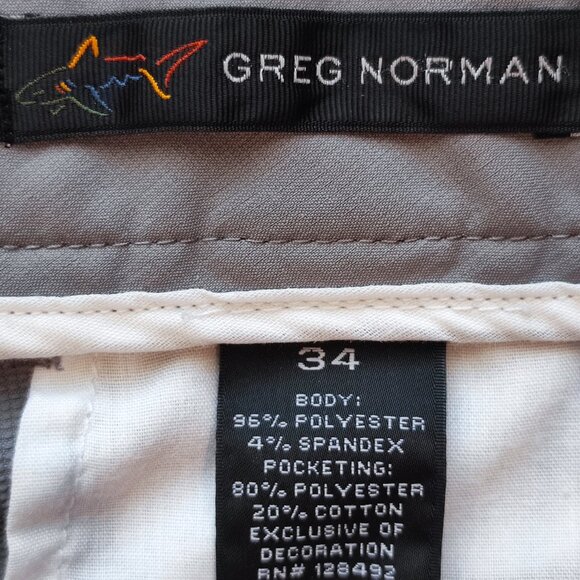 GREG NORMAN
34
BODY:
96% POLYESTER
4% SPANDEX
POCKETING:
80% POLYESTER
20% COTTON
EXCLUSIVE OF
DECORATION
RN# 128492